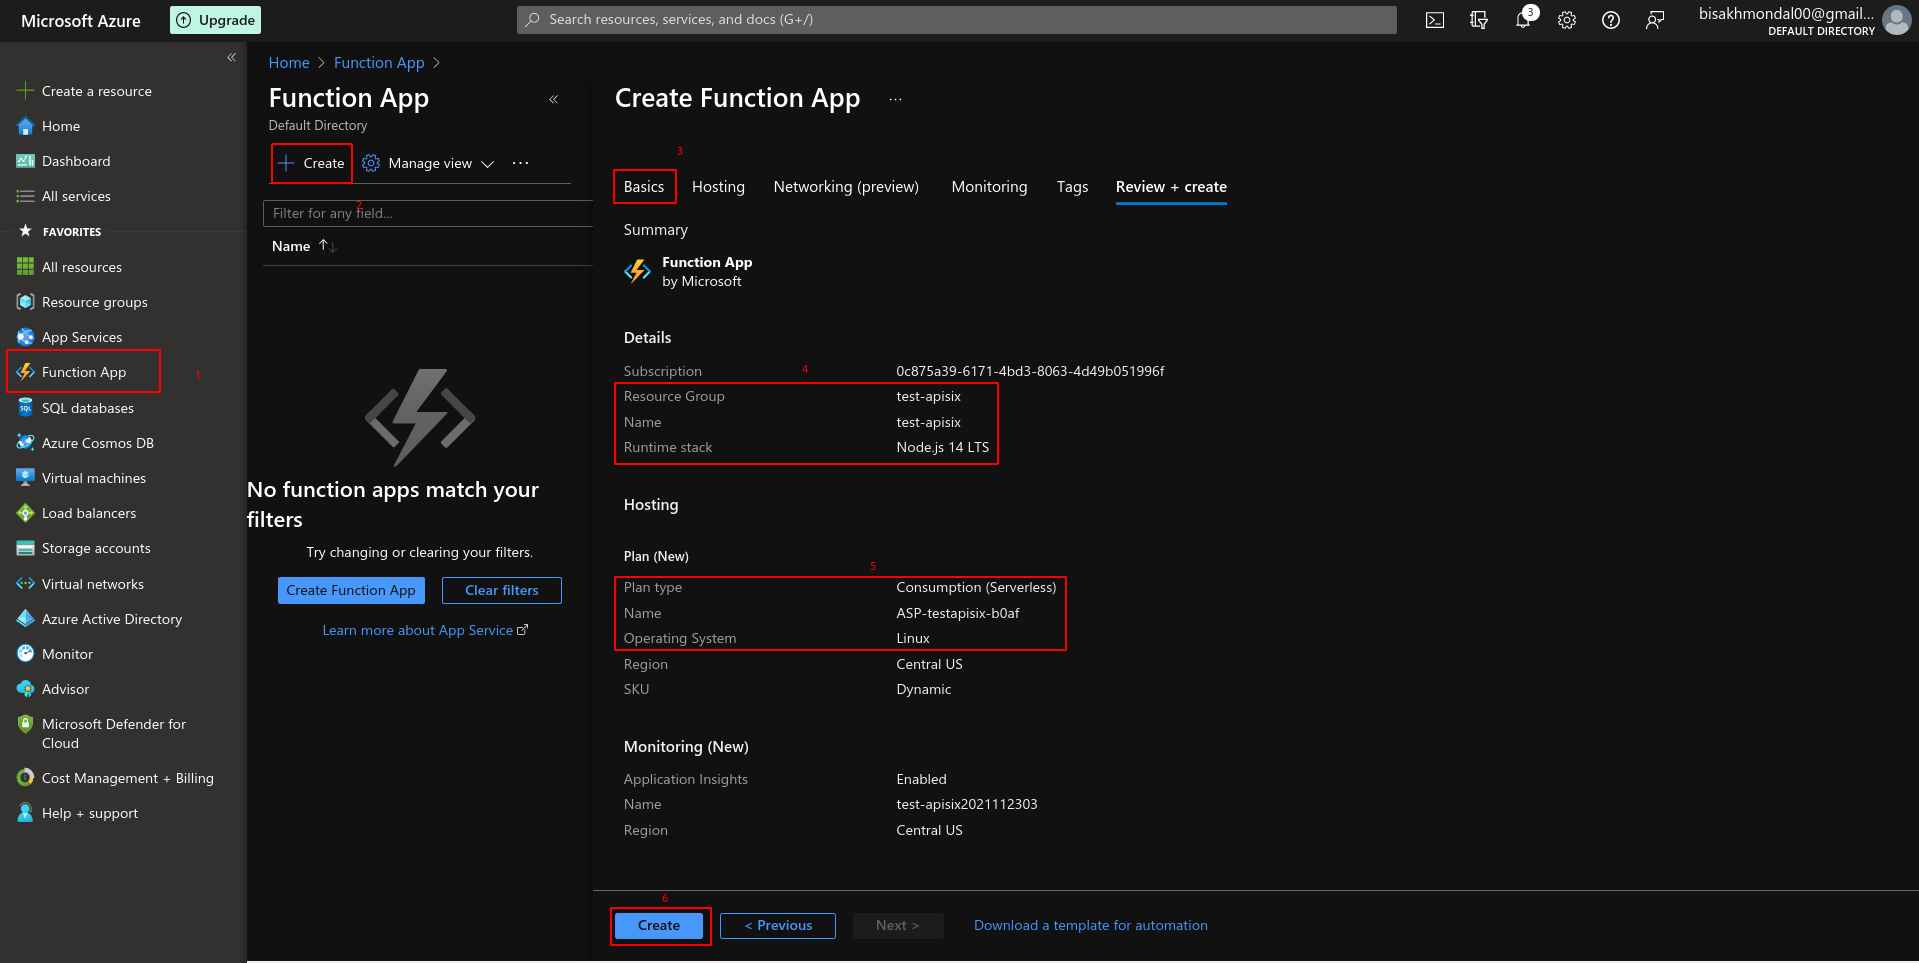 Microsoft Azure
Upgrade
Search resources, services, and docs (G+/)
3
bisakhmondal00@gmail...
DEFAULT DIRECTORY
«
Create a resource
Home
Dashboard
All services
FAVORITES
All resources
Resource groups
App Services
Function App
1
SQL databases
Azure Cosmos DB
Virtual machines
Load balancers
Storage accounts
Virtual networks
Azure Active Directory
Monitor
Advisor
Microsoft Defender for
Cloud
Cost Management + Billing
Help + support
Home > Function App >
Function App
«
Default Directory
Create
Manage view
...
2
Filter for any field...
Name
No function apps match your
filters
Try changing or clearing your filters.
Create Function App
Clear filters
Learn more about App Service
Create Function App
...
3
Basics
Hosting
Networking (preview)
Monitoring
Tags
Review + create
Summary
Function App
by Microsoft
Details
4
Subscription 0c875a39-6171-4bd3-8063-4d49b051996f
Resource Group test-apisix
Name test-apisix
Runtime stack Node.js 14 LTS
Hosting
Plan (New)
5
Plan type Consumption (Serverless)
Name ASP-testapisix-b0af
Operating System Linux
Region Central US
SKU Dynamic
Monitoring (New)
Application Insights Enabled
Name test-apisix2021112303
Region Central US
6
Create
< Previous
Next >
Download a template for automation